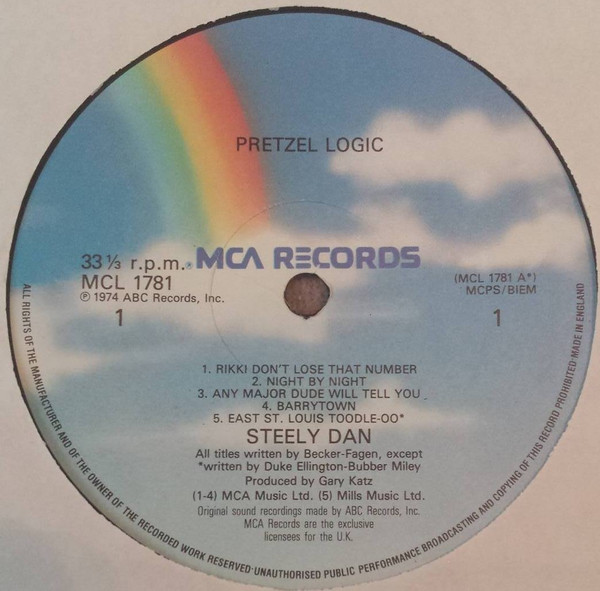 PRETZEL LOGIC
MCA RECORDS
33⅓ r.p.m.
MCL 1781
℗ 1974 ABC Records, Inc.
1
(MCL 1781 A*)
MCPS/BIEM
1
1. RIKKI DON'T LOSE THAT NUMBER
2. NIGHT BY NIGHT
3. ANY MAJOR DUDE WILL TELL YOU
4. BARRYTOWN
5. EAST ST. LOUIS TOODLE-OO*
STEELY DAN
All titles written by Becker-Fagen, except
*written by Duke Ellington-Bubber Miley
Produced by Gary Katz
(1-4) MCA Music Ltd. (5) Mills Music Ltd.
Original sound recordings made by ABC Records, Inc.
MCA Records are the exclusive
licensees for the U.K.
ALL RIGHTS OF THE MANUFACTURER AND OF THE OWNER OF THE RECORDED WORK RESERVED·UNAUTHORISED PUBLIC PERFORMANCE BROADCASTING AND COPYING OF THIS RECORD PROHIBITED MADE IN ENGLAND